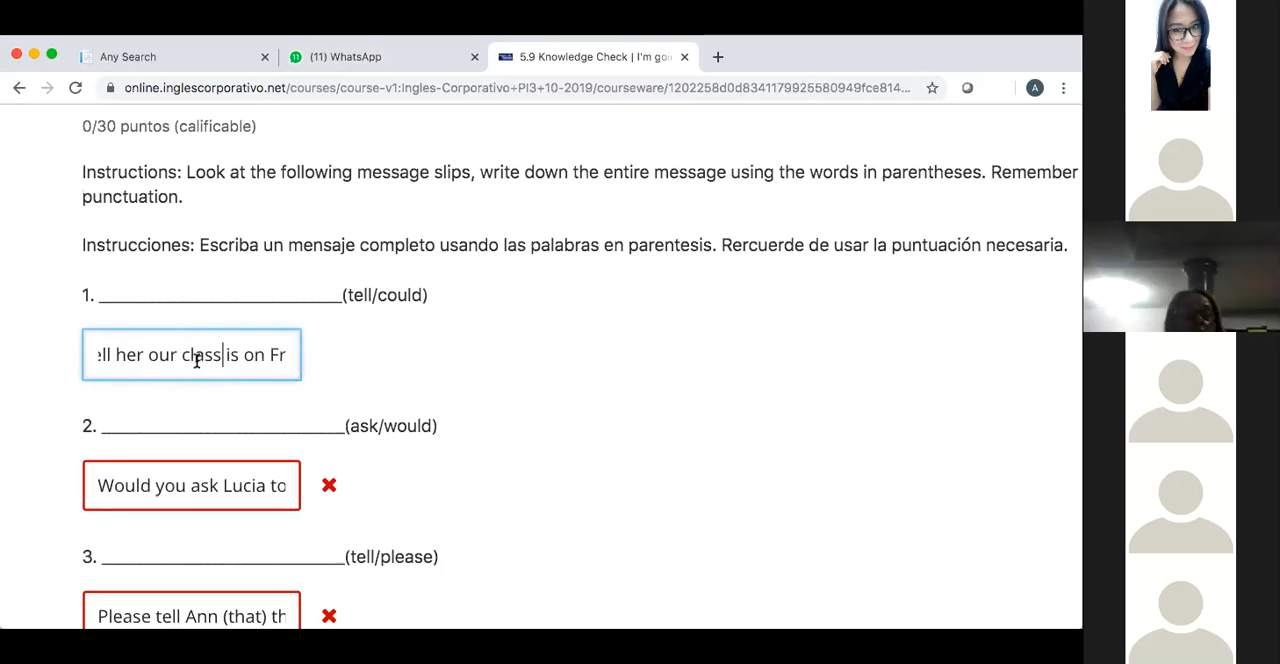 Any Search
(11) WhatsApp
5.9 Knowledge Check | I'm goi
online.inglescorporativo.net/courses/course-v1:Ingles-Corporativo+PI3+10-2019/courseware/1202258d0d8341179925580949fce814...
A
0/30 puntos (calificable)
Instructions: Look at the following message slips, write down the entire message using the words in parentheses. Remember
punctuation.
Instrucciones: Escriba un mensaje completo usando las palabras en parentesis. Rercuerde de usar la puntuación necesaria.
1. ___________________________(tell/could)
ell her our class is on Fr
2. ___________________________(ask/would)
Would you ask Lucia to
3. ___________________________(tell/please)
Please tell Ann (that) th